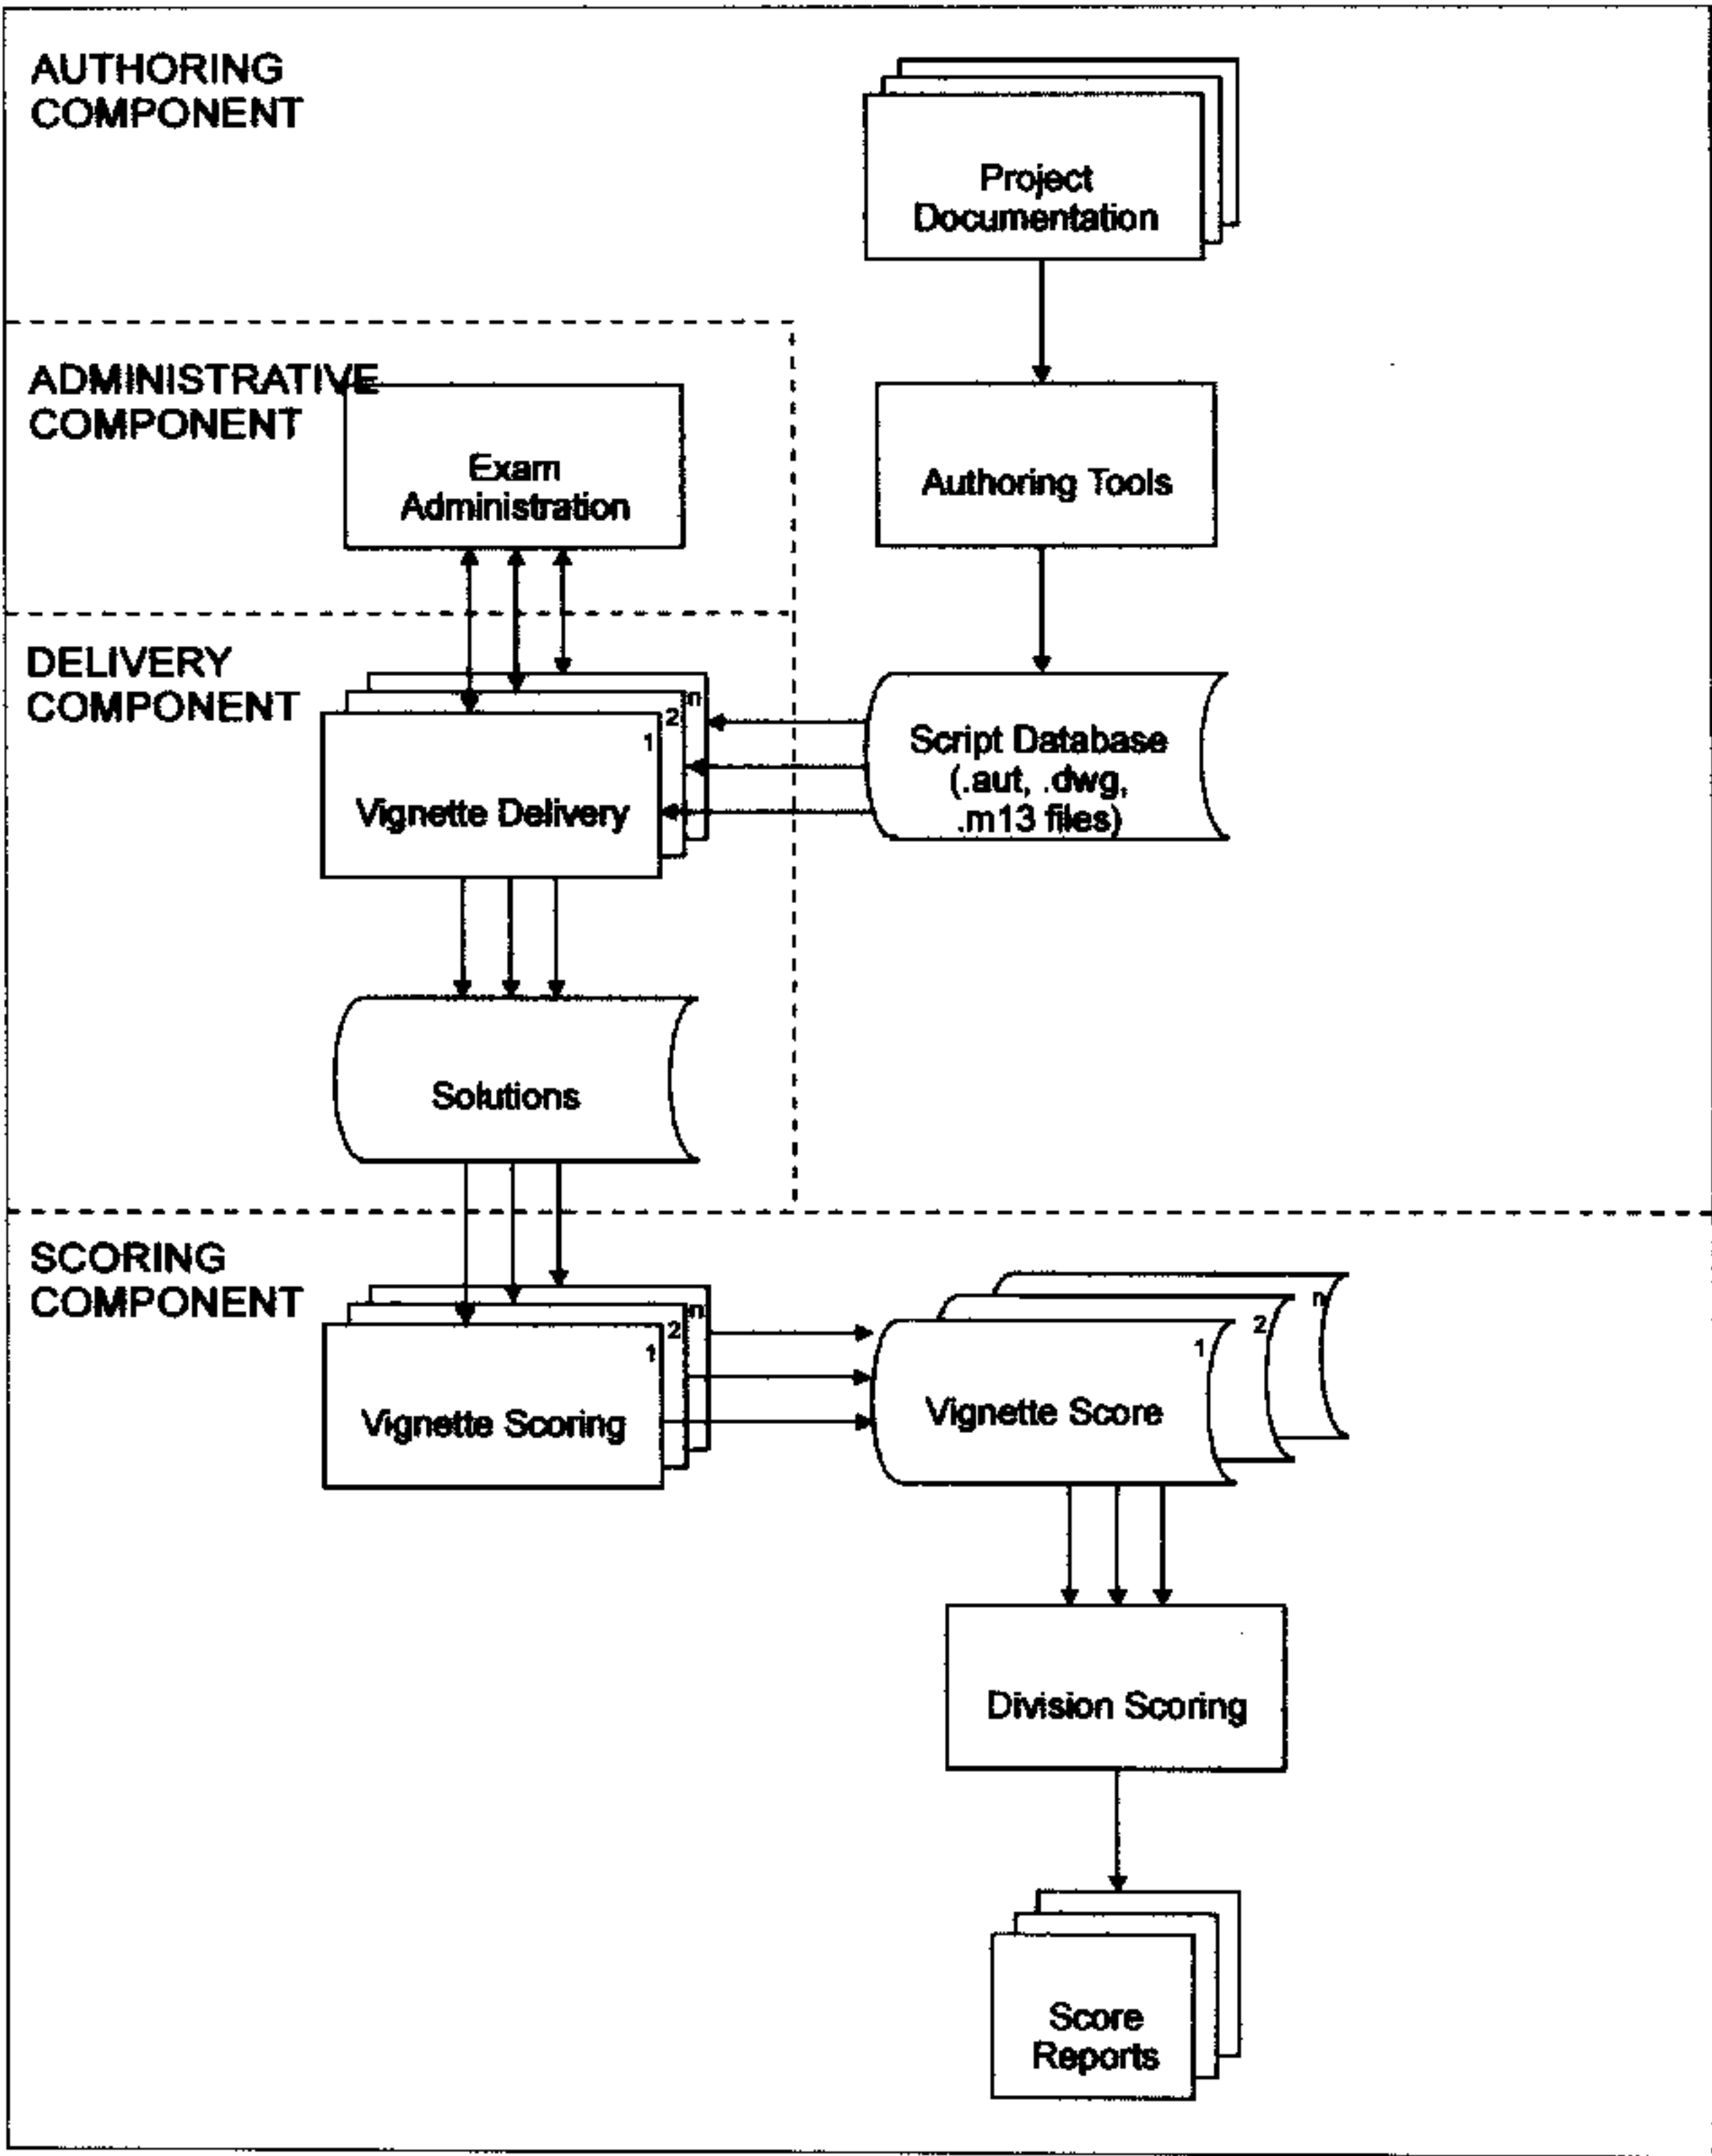 AUTHORING
COMPONENT
Project
Documentation
ADMINISTRATIVE
COMPONENT
Exam
Administration
Authoring Tools
DELIVERY
COMPONENT
n
2
1
Vignette Delivery
Script Database
(.aut, .dwg,
.m13 files)
Solutions
SCORING
COMPONENT
n
2
1
Vignette Scoring
n
2
1
Vignette Score
Division Scoring
Score
Reports